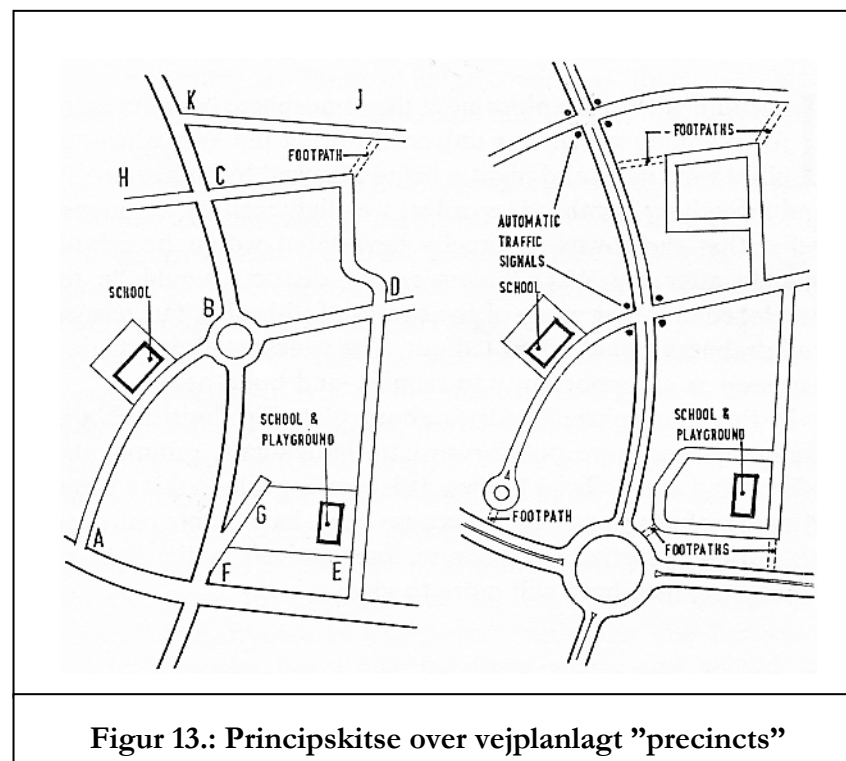 K
J
FOOTPATH
H
C
SCHOOL
B
D
SCHOOL &
PLAYGROUND
G
A
F
E
FOOTPATHS
AUTOMATIC
TRAFFIC
SIGNALS
SCHOOL
SCHOOL &
PLAYGROUND
FOOTPATH
FOOTPATHS
Figur 13.: Principskitse over vejplanlagt ”precincts”